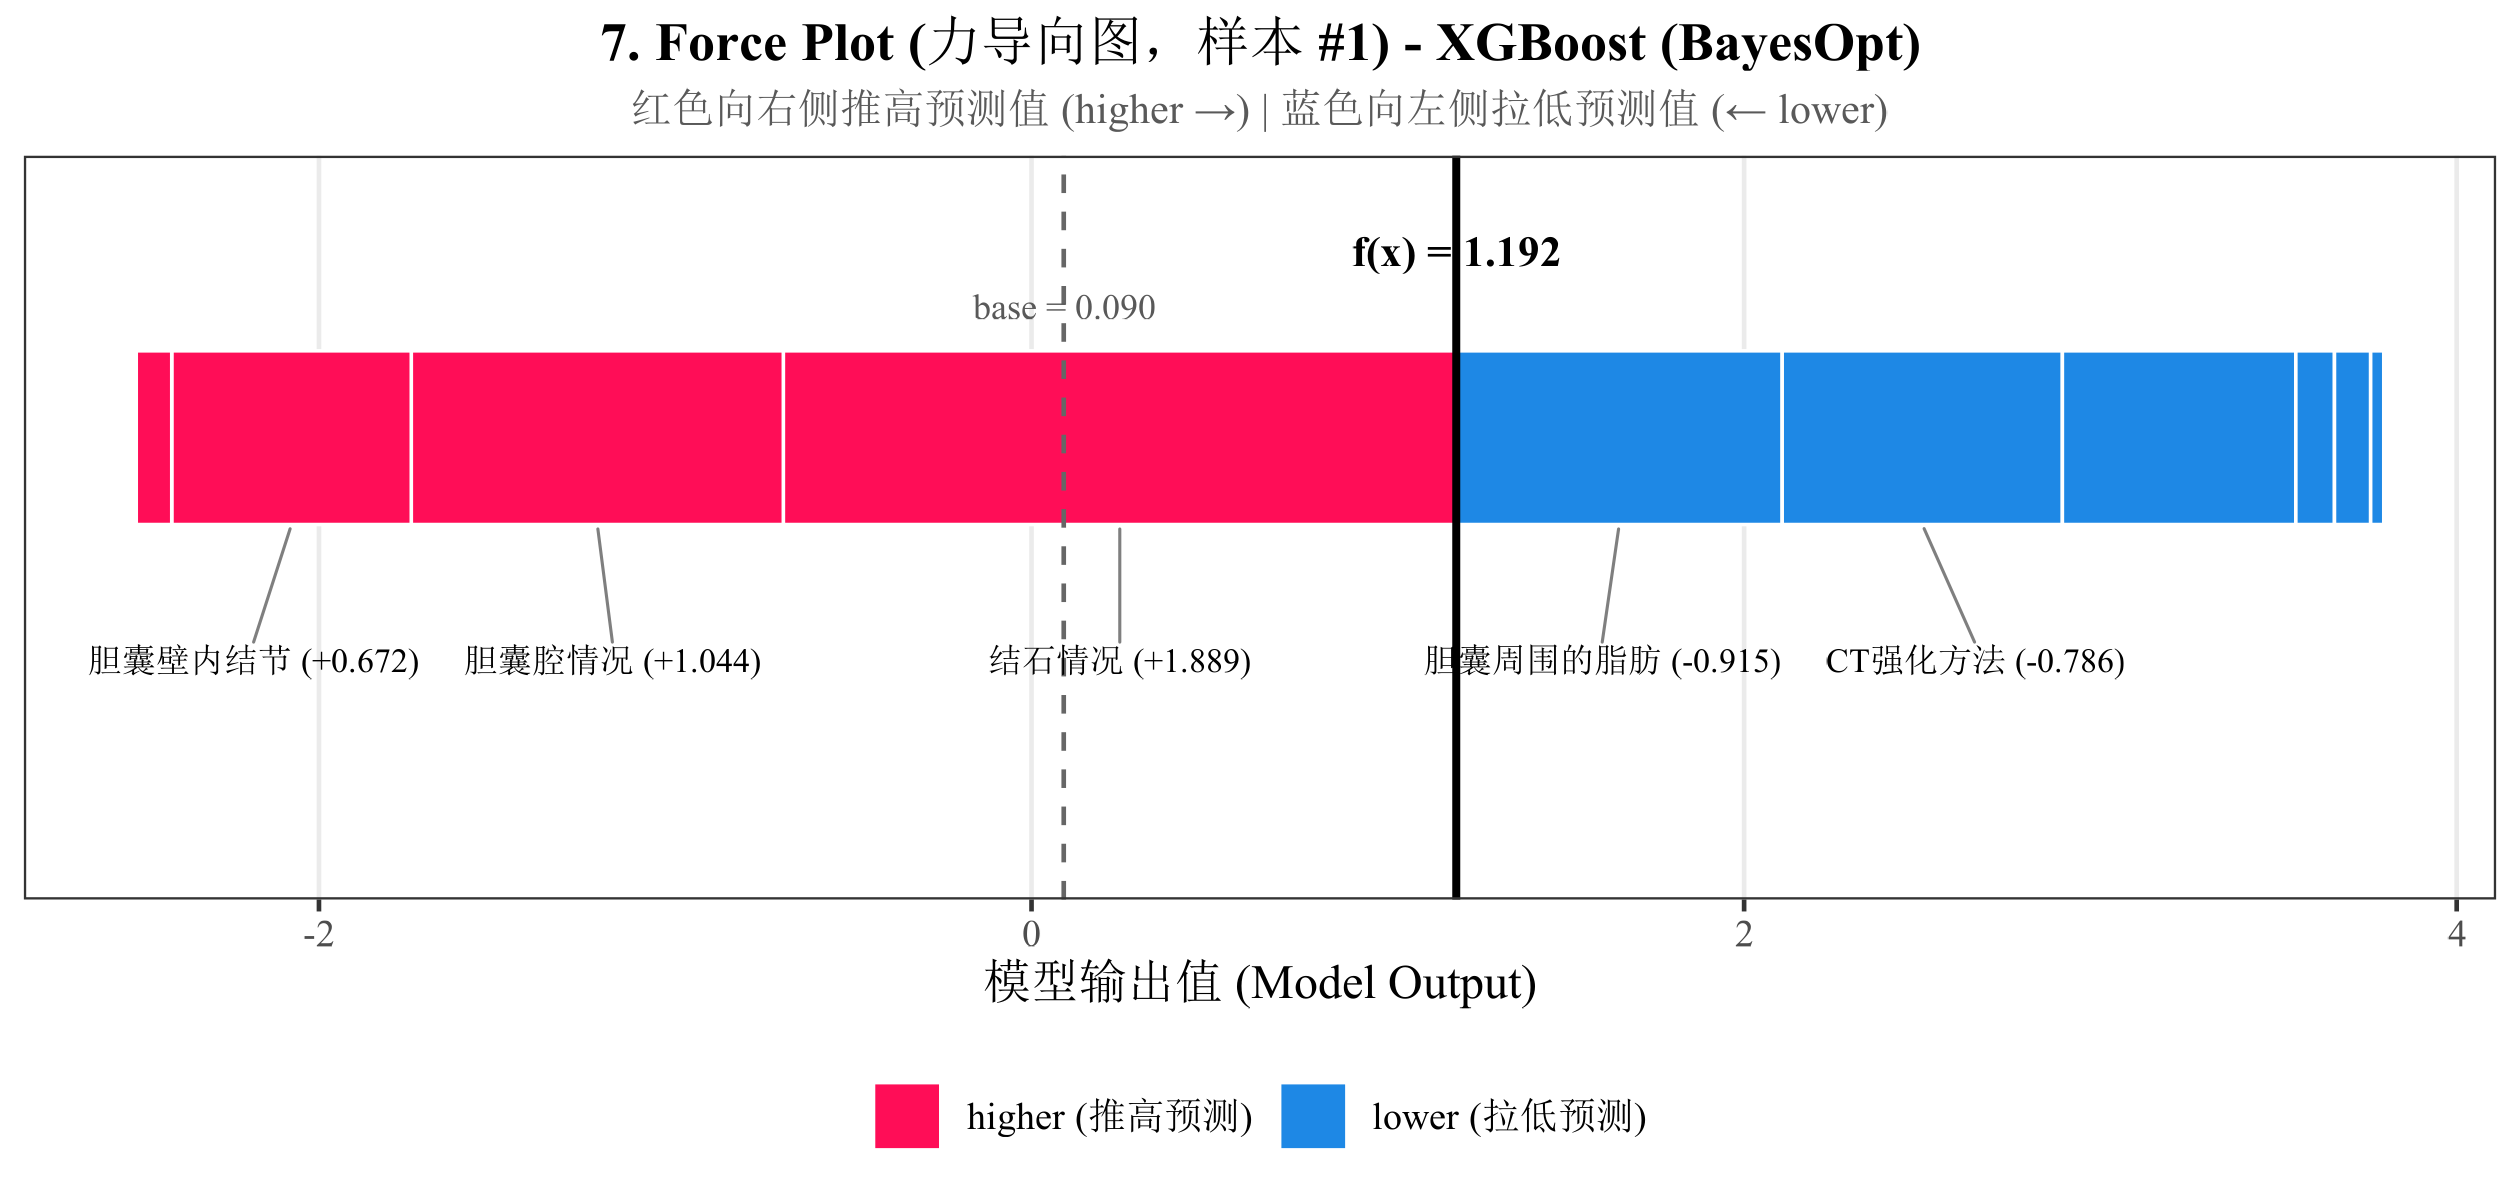 7. Force Plot (力导向图， 样本 #1) - XGBoost (BayesOpt)
红色向右侧推高预测值 (higher →) | 蓝色向左侧拉低预测值 (← lower)
f(x) = 1.192
base = 0.090
胆囊壁内结节 (+0.672)
胆囊腔情况 (+1.044)
结石情况 (+1.889)
胆囊周围的脂肪 (-0.915)
CT强化方法 (-0.786)
-2
0
2
4
模型输出值 (Model Output)
higher (推高预测)
lower (拉低预测)